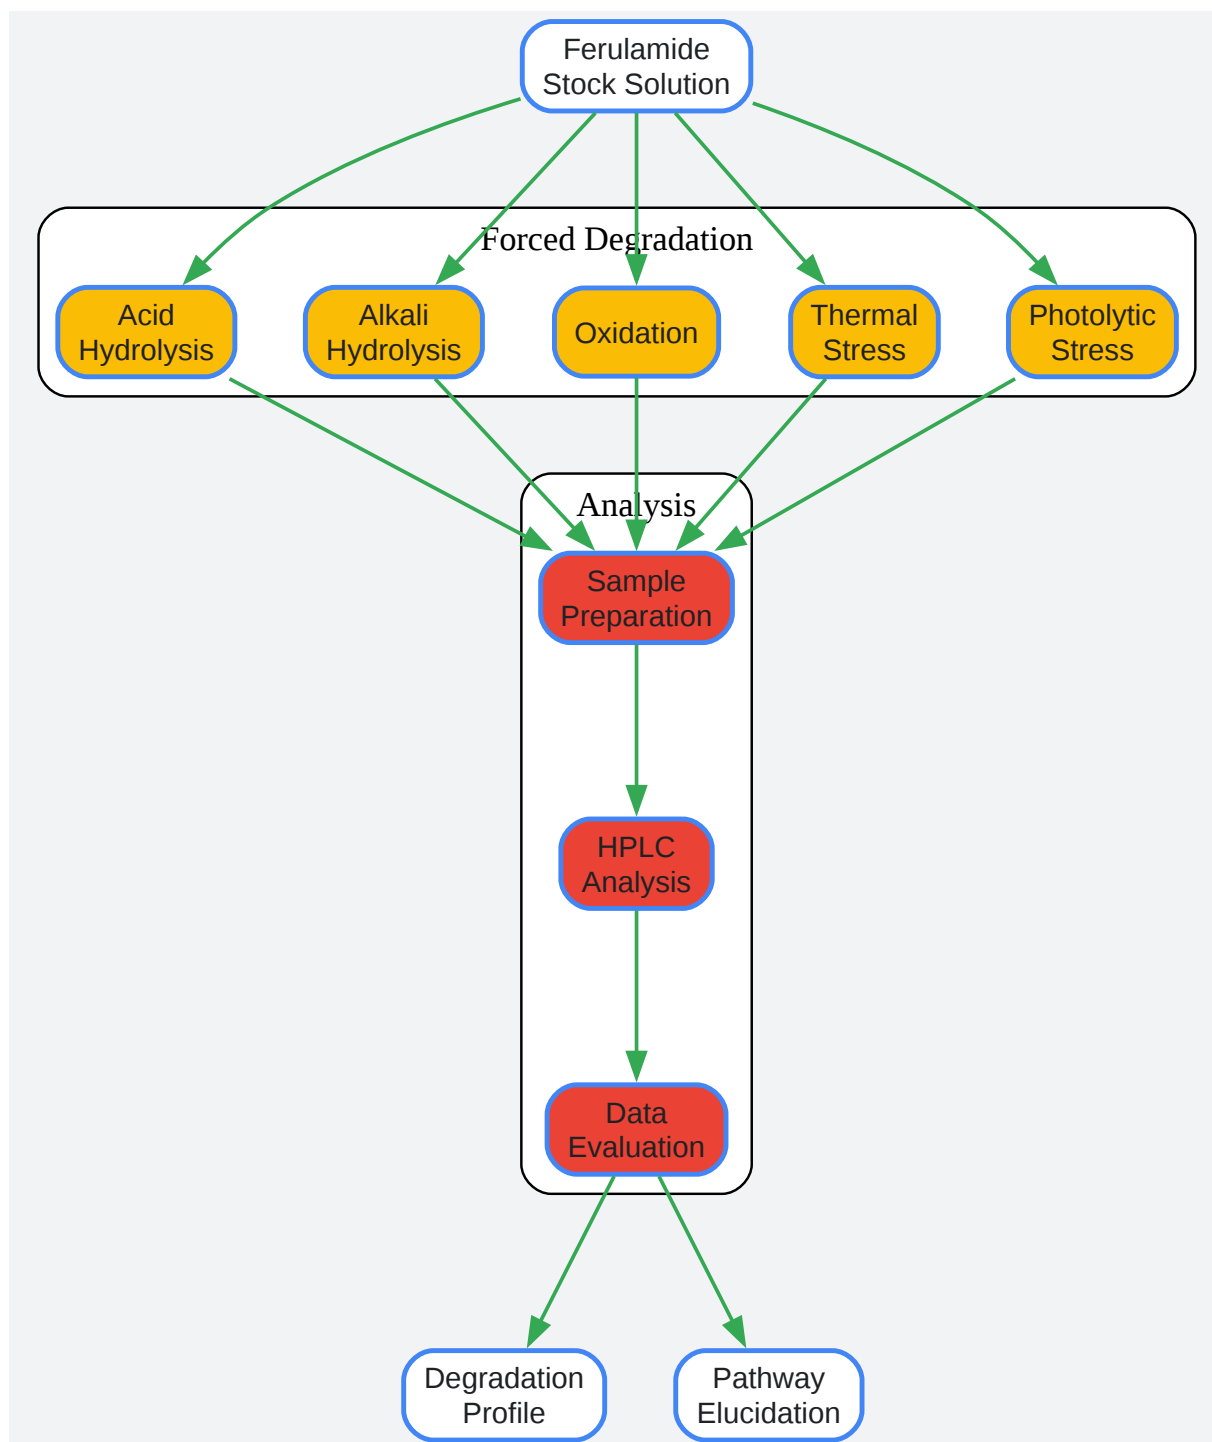 Ferulamide
Stock Solution
Forced Degradation
Acid
Hydrolysis
Alkali
Hydrolysis
Oxidation
Thermal
Stress
Photolytic
Stress
Analysis
Sample
Preparation
HPLC
Analysis
Data
Evaluation
Degradation
Profile
Pathway
Elucidation